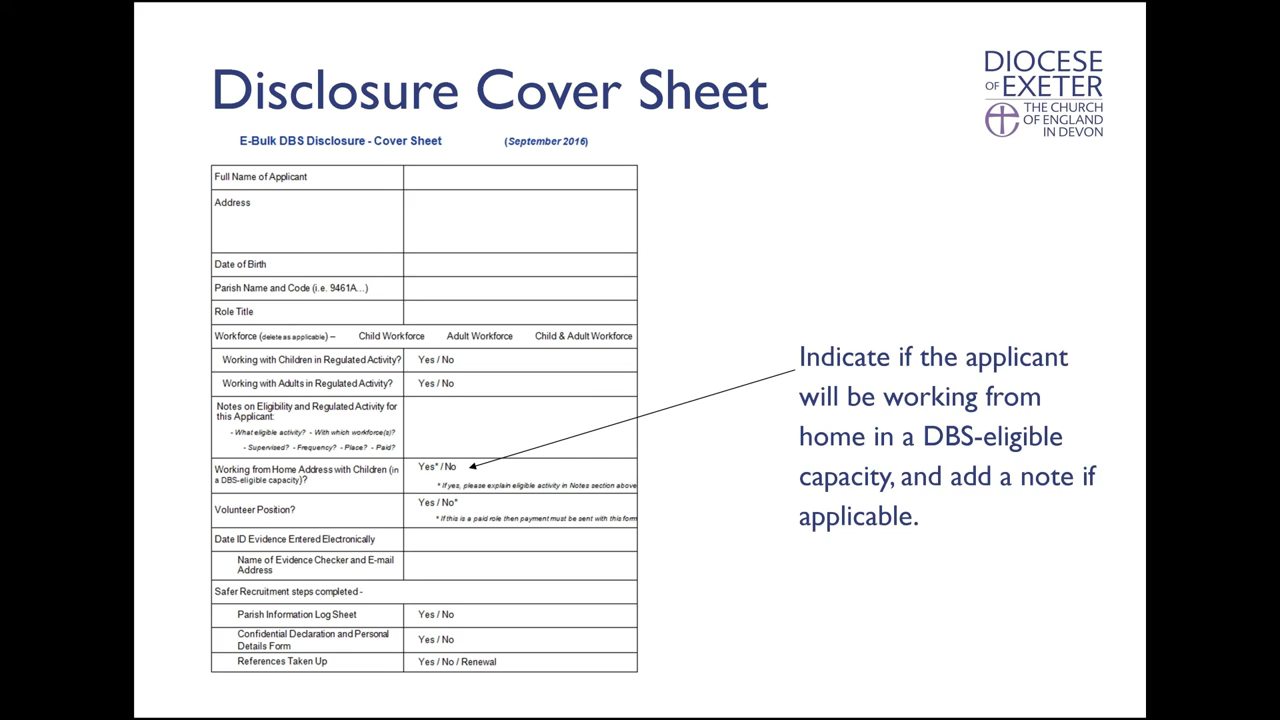 Disclosure Cover Sheet
DIOCESE
OF EXETER
THE CHURCH
OF ENGLAND
IN DEVON
E-Bulk DBS Disclosure - Cover Sheet (September 2016)
Full Name of Applicant
Address
Date of Birth
Parish Name and Code (i.e. 9461A...)
Role Title
Workforce (delete as applicable) – Child Workforce Adult Workforce Child & Adult Workforce
Working with Children in Regulated Activity? Yes / No
Working with Adults in Regulated Activity? Yes / No
Notes on Eligibility and Regulated Activity for
this Applicant:
- What eligible activity? - With which workforce(s)?
- Supervised? - Frequency? - Place? - Paid?
Working from Home Address with Children (in
a DBS-eligible capacity)?
Yes* / No
* If yes, please explain eligible activity in Notes section above
Volunteer Position?
Yes / No*
* If this is a paid role then payment must be sent with this form
Date ID Evidence Entered Electronically
Name of Evidence Checker and E-mail
Address
Safer Recruitment steps completed -
Parish Information Log Sheet Yes / No
Confidential Declaration and Personal
Details Form
Yes / No
References Taken Up Yes / No / Renewal
Indicate if the applicant
will be working from
home in a DBS-eligible
capacity, and add a note if
applicable.